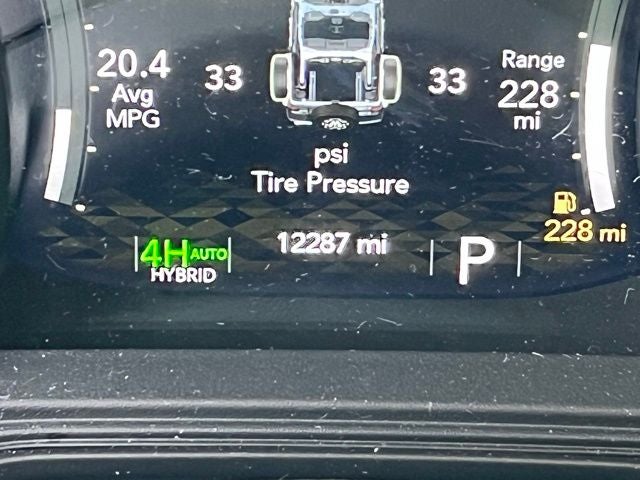 20.4
Avg
MPG
33
33
Range
228
mi
psi
Tire Pressure
4H AUTO
HYBRID
12287 mi
P
228 mi